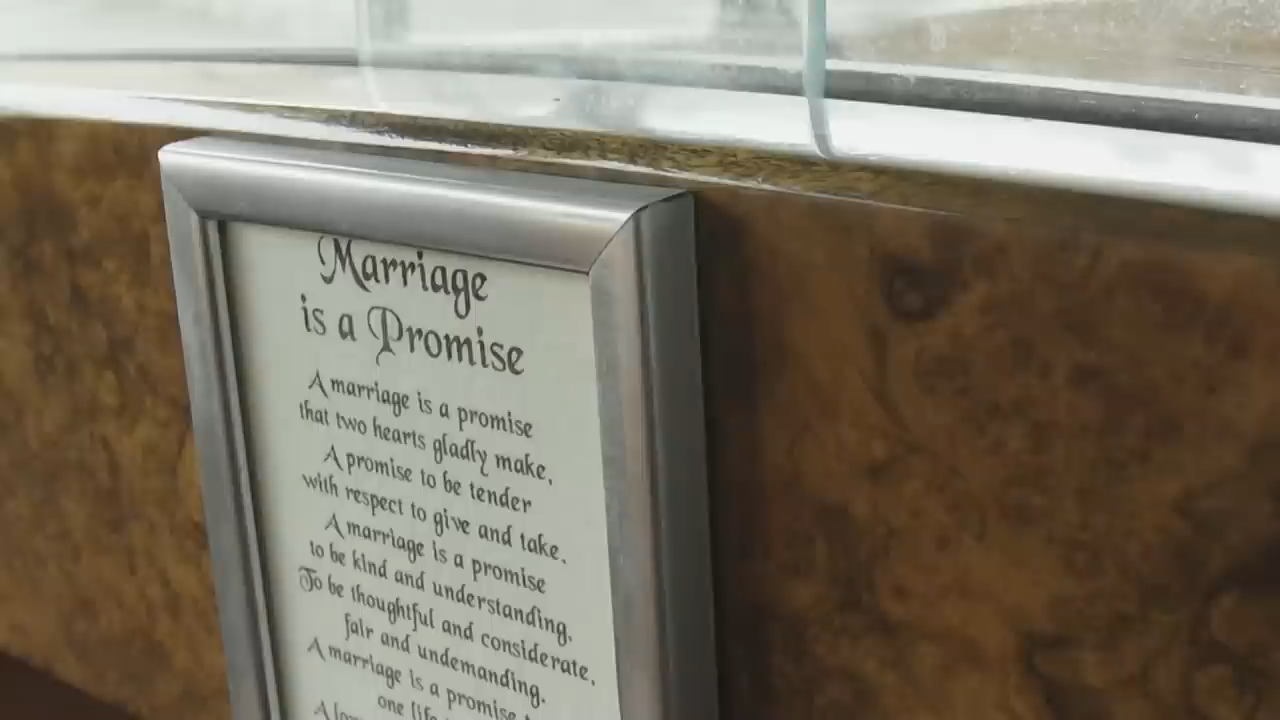 Marriage
is a Promise
A marriage is a promise
that two hearts gladly make,
A promise to be tender
with respect to give and take.
A marriage is a promise
to be kind and understanding,
To be thoughtful and considerate,
fair and undemanding.
A marriage is a promise
one
A